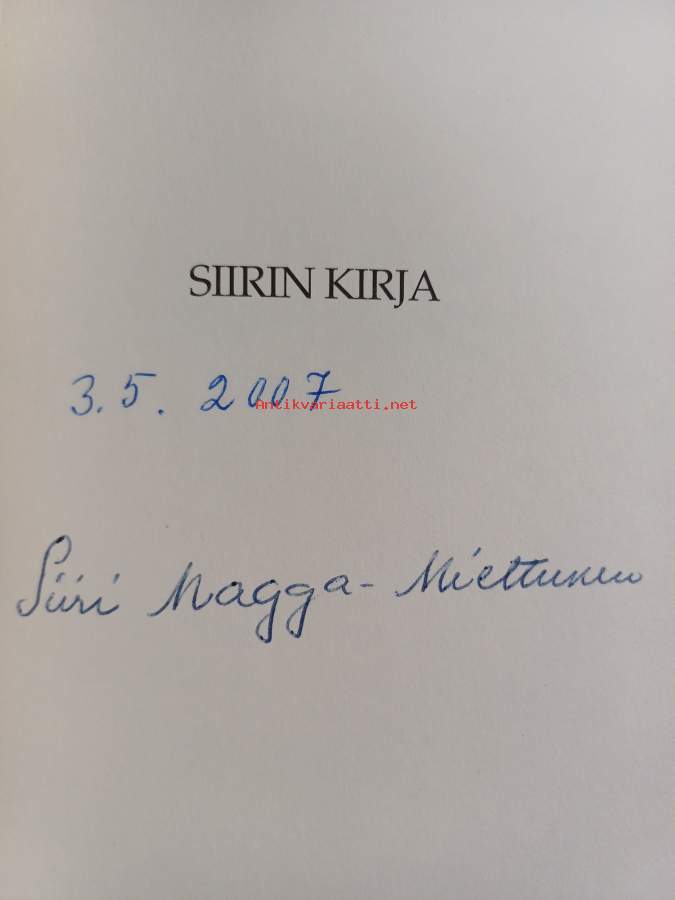 SIIRIN KIRJA
3.5. 2007
Antikvariaatti.net
Siiri Magga-Miettunen